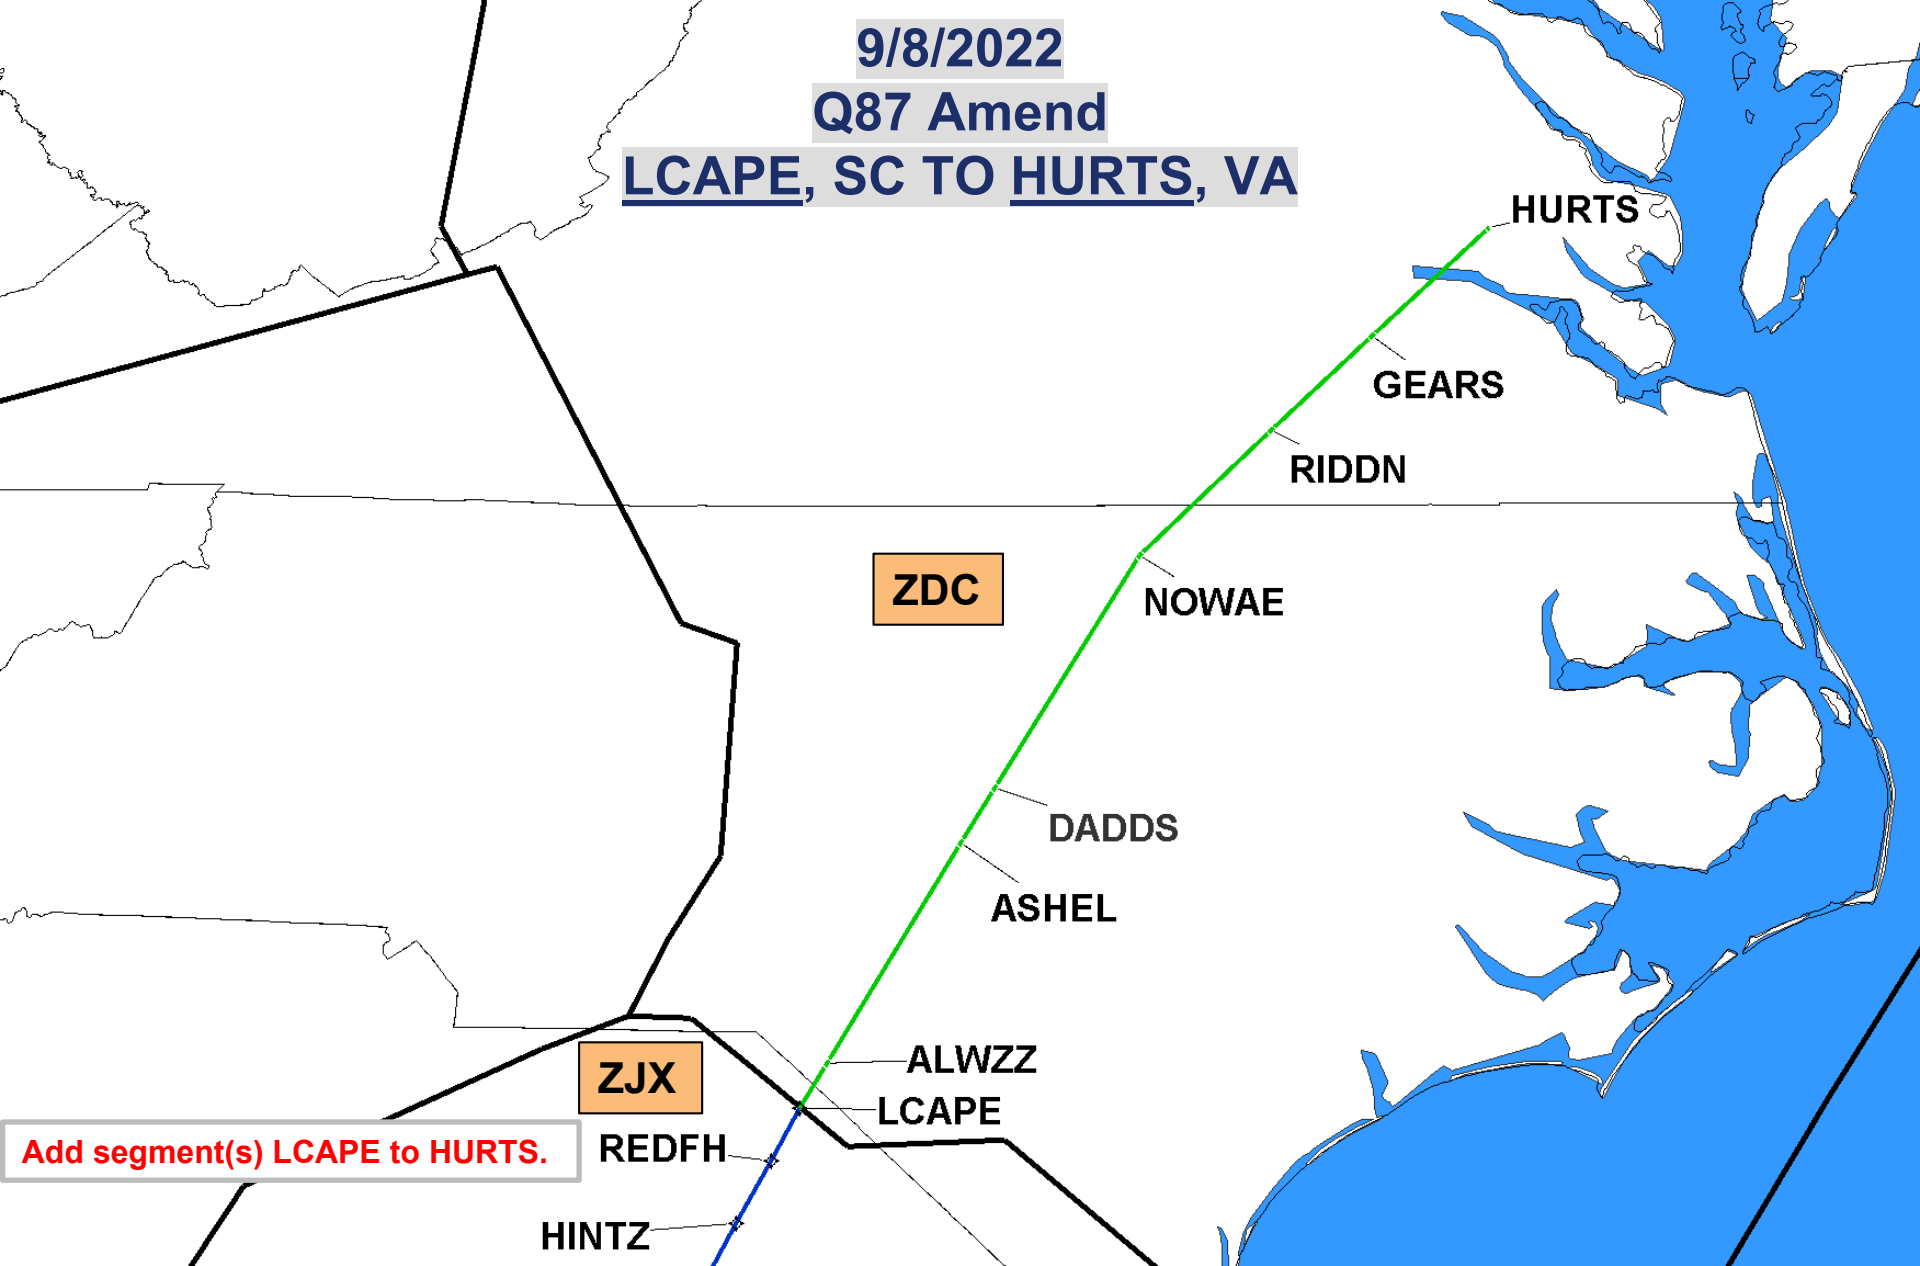 9/8/2022
Q87 Amend
LCAPE, SC TO HURTS, VA
HURTS
GEARS
RIDDN
ZDC
NOWAE
DADDS
ASHEL
ALWZZ
ZJX
LCAPE
REDFH
Add segment(s) LCAPE to HURTS.
HINTZ